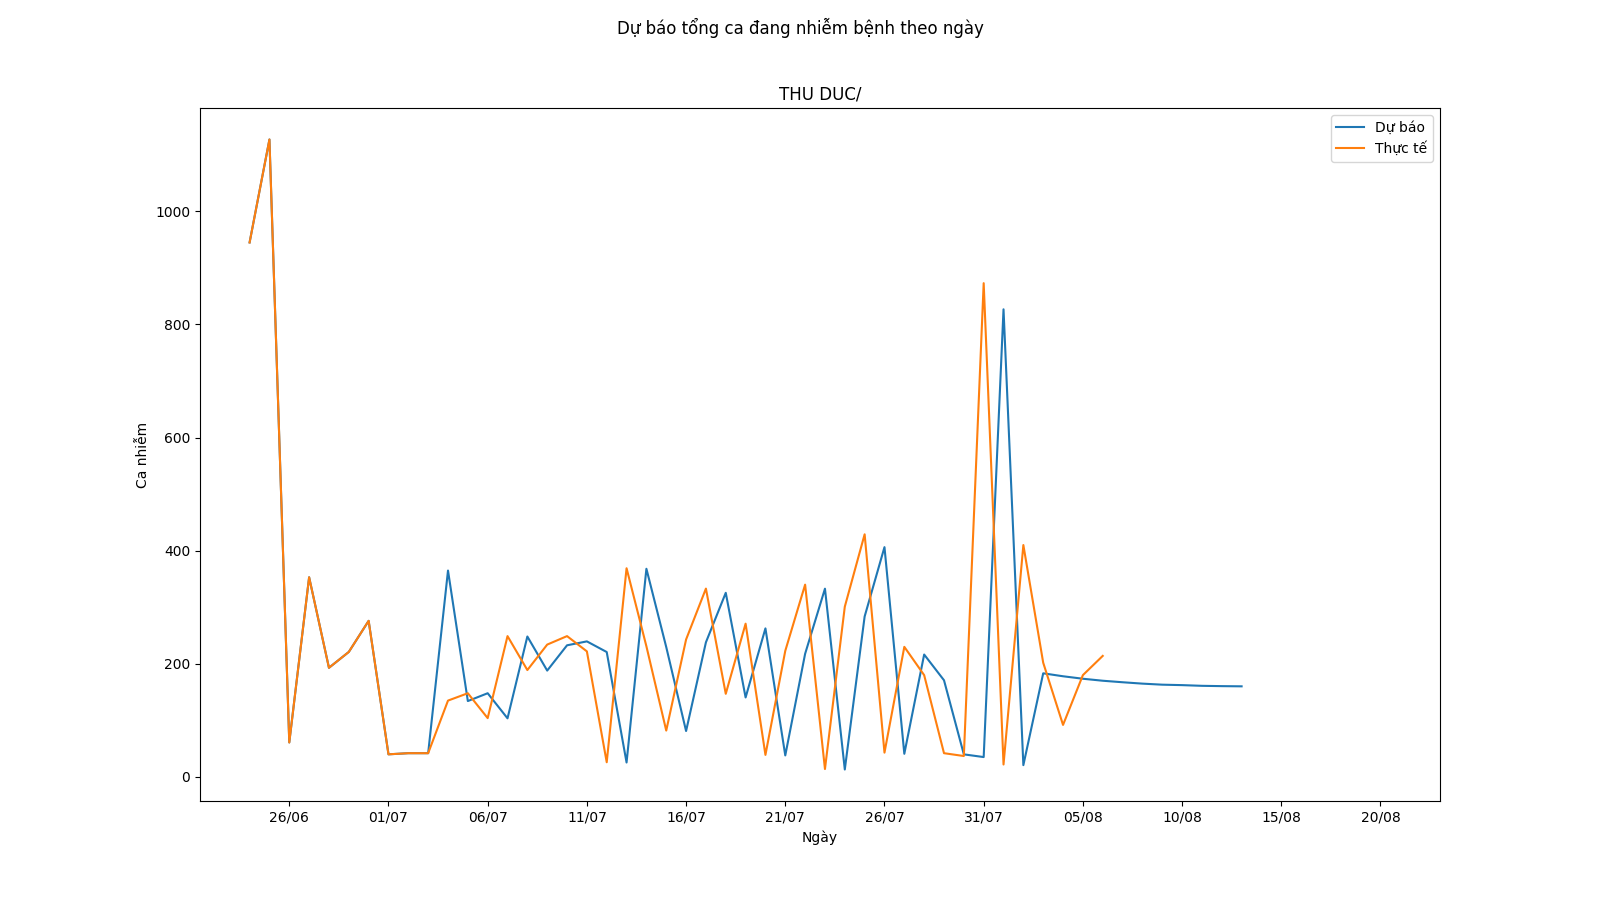 Dự báo tổng ca đang nhiễm bệnh theo ngày
THU DUC/
Dự báo
Thực tế
1000
800
600
400
200
0
Ca nhiễm
26/06 01/07 06/07 11/07 16/07 21/07 26/07 31/07 05/08 10/08 15/08 20/08
Ngày